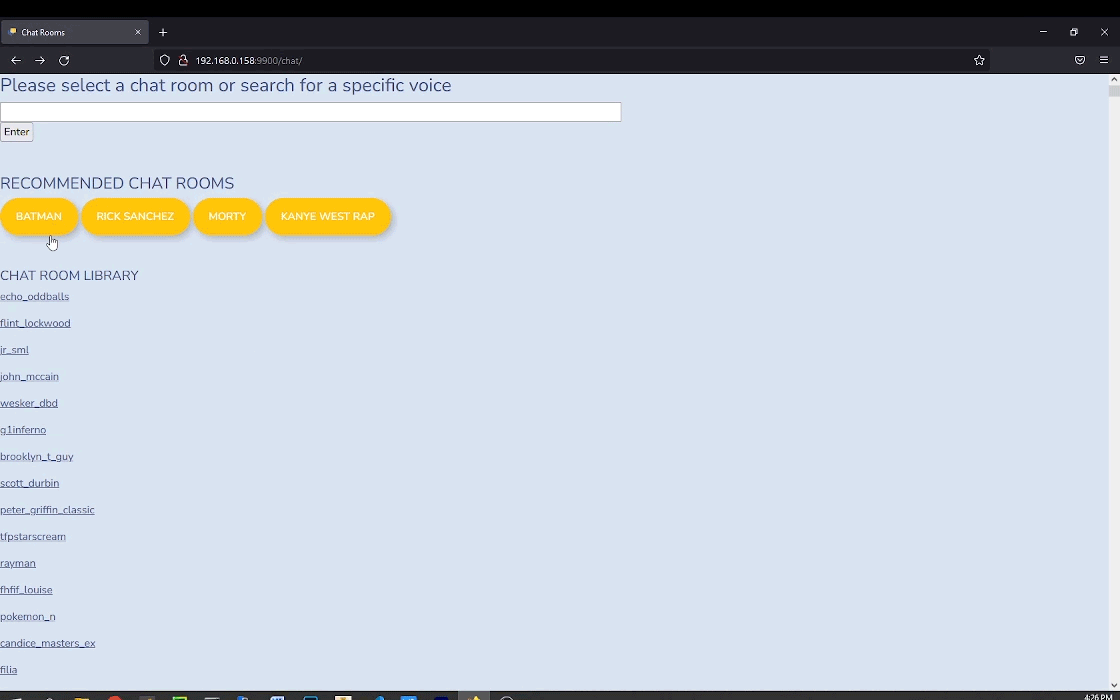 Chat Rooms
192.168.0.158:9900/chat/
Please select a chat room or search for a specific voice
Enter
RECOMMENDED CHAT ROOMS
BATMAN RICK SANCHEZ MORTY KANYE WEST RAP
CHAT ROOM LIBRARY
echo_oddballs
flint_lockwood
jr_sml
john_mccain
wesker_dbd
g1inferno
brooklyn_t_guy
scott_durbin
peter_griffin_classic
tfpstarscream
rayman
fhfif_louise
pokemon_n
candice_masters_ex
filia
4:26 PM